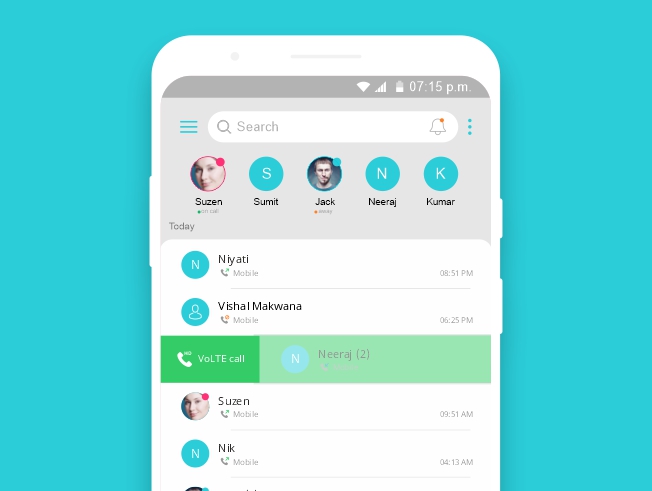 07:15 p.m.
Search
S
N
K
Suzen
Sumit
Jack
Neeraj
Kumar
on call
away
Today
N
Niyati
Mobile
08:51 PM
Vishal Makwana
Mobile
06:25 PM
VoLTE call
N
Neeraj (2)
Suzen
Mobile
09:51 AM
N
Nik
Mobile
04:13 AM